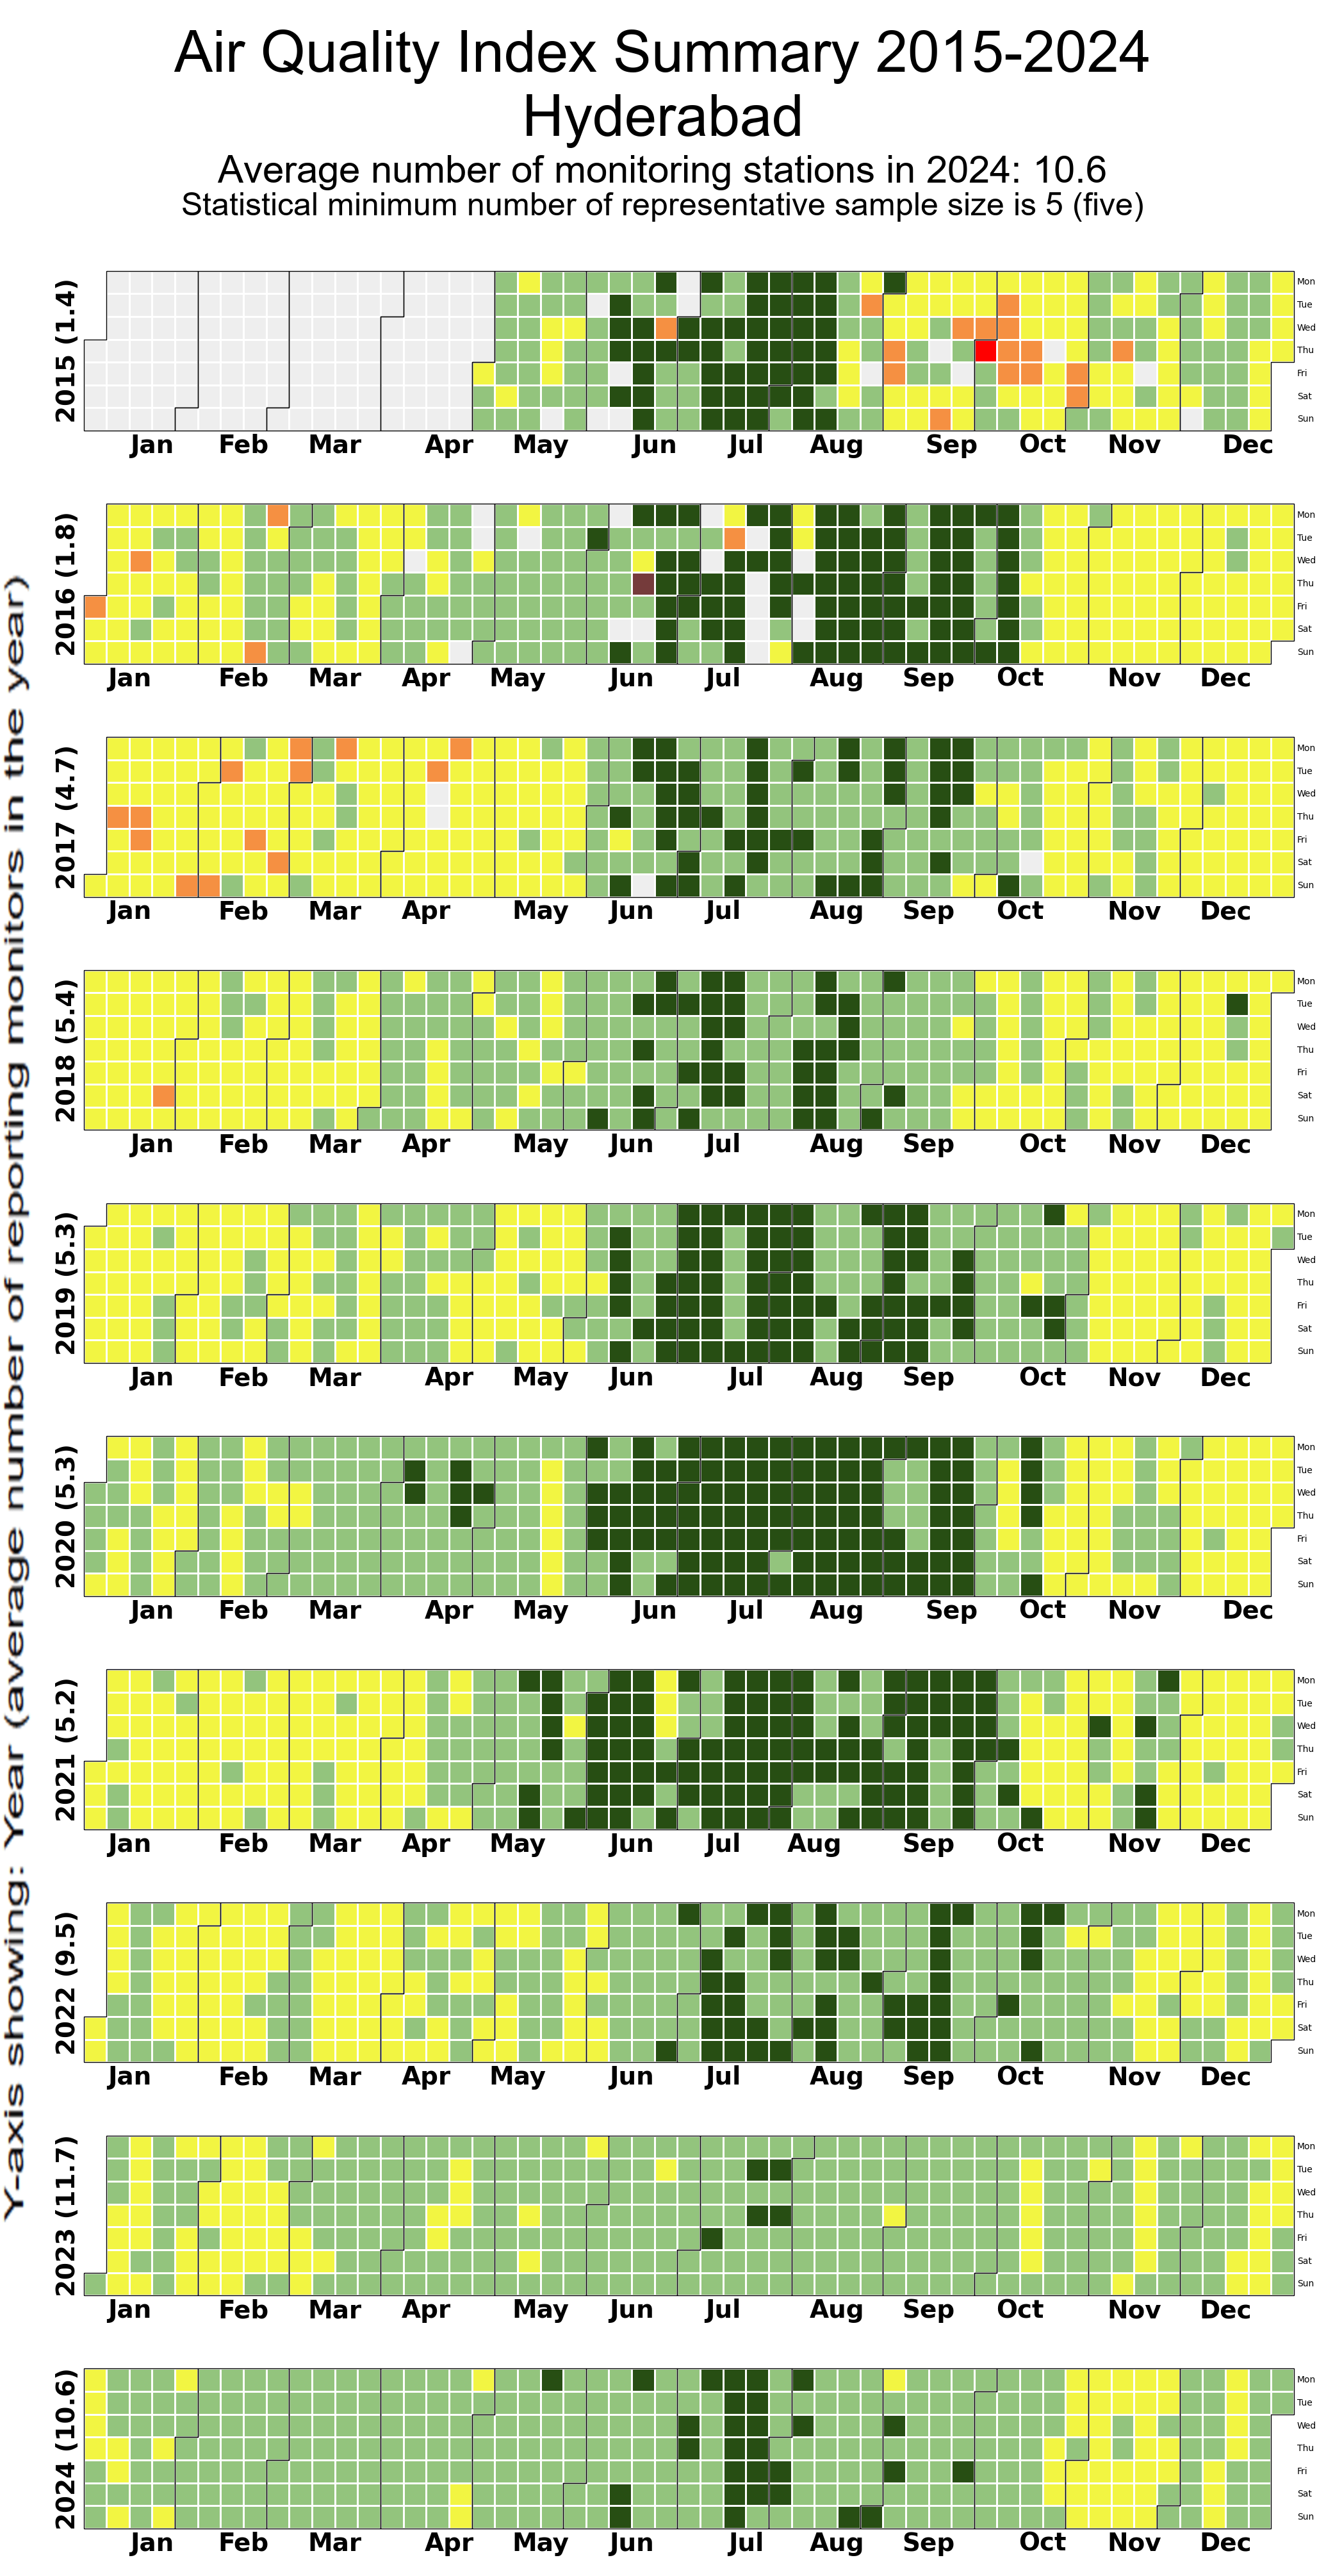 Air Quality Index Summary 2015-2024
Hyderabad
Average number of monitoring stations in 2024: 10.6
Statistical minimum number of representative sample size is 5 (five)
Y-axis showing: Year (average number of reporting monitors in the year)
2015 (1.4)
Mon
Tue
Wed
Thu
Fri
Sat
Sun
Jan Feb Mar Apr May Jun Jul Aug Sep Oct Nov Dec
2016 (1.8)
Mon
Tue
Wed
Thu
Fri
Sat
Sun
Jan Feb Mar Apr May Jun Jul Aug Sep Oct Nov Dec
2017 (4.7)
Mon
Tue
Wed
Thu
Fri
Sat
Sun
Jan Feb Mar Apr May Jun Jul Aug Sep Oct Nov Dec
2018 (5.4)
Mon
Tue
Wed
Thu
Fri
Sat
Sun
Jan Feb Mar Apr May Jun Jul Aug Sep Oct Nov Dec
2019 (5.3)
Mon
Tue
Wed
Thu
Fri
Sat
Sun
Jan Feb Mar Apr May Jun Jul Aug Sep Oct Nov Dec
2020 (5.3)
Mon
Tue
Wed
Thu
Fri
Sat
Sun
Jan Feb Mar Apr May Jun Jul Aug Sep Oct Nov Dec
2021 (5.2)
Mon
Tue
Wed
Thu
Fri
Sat
Sun
Jan Feb Mar Apr May Jun Jul Aug Sep Oct Nov Dec
2022 (9.5)
Mon
Tue
Wed
Thu
Fri
Sat
Sun
Jan Feb Mar Apr May Jun Jul Aug Sep Oct Nov Dec
2023 (11.7)
Mon
Tue
Wed
Thu
Fri
Sat
Sun
Jan Feb Mar Apr May Jun Jul Aug Sep Oct Nov Dec
2024 (10.6)
Mon
Tue
Wed
Thu
Fri
Sat
Sun
Jan Feb Mar Apr May Jun Jul Aug Sep Oct Nov Dec